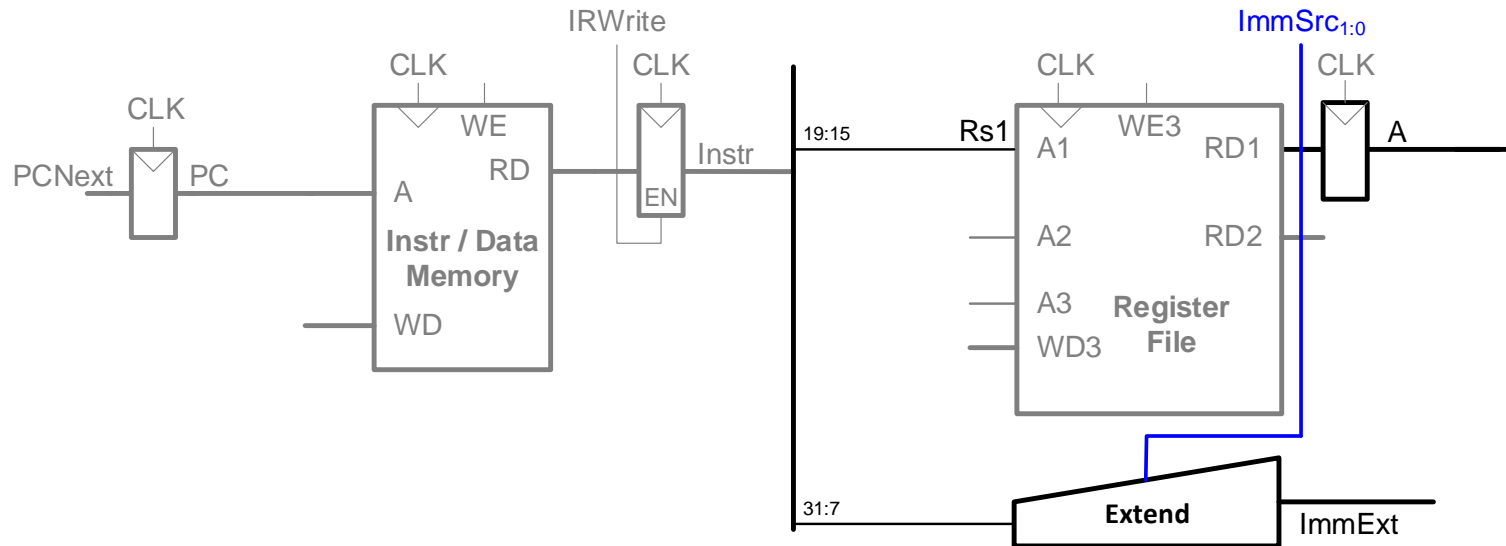 IRWrite
ImmSrc1:0
CLK
CLK
CLK
CLK
CLK
WE
WE3
19:15
Rs1
A1
RD1
A
PCNext
PC
A
RD
Instr
EN
Instr / Data
Memory
A2
RD2
A3
Register
File
WD
WD3
31:7
Extend
ImmExt